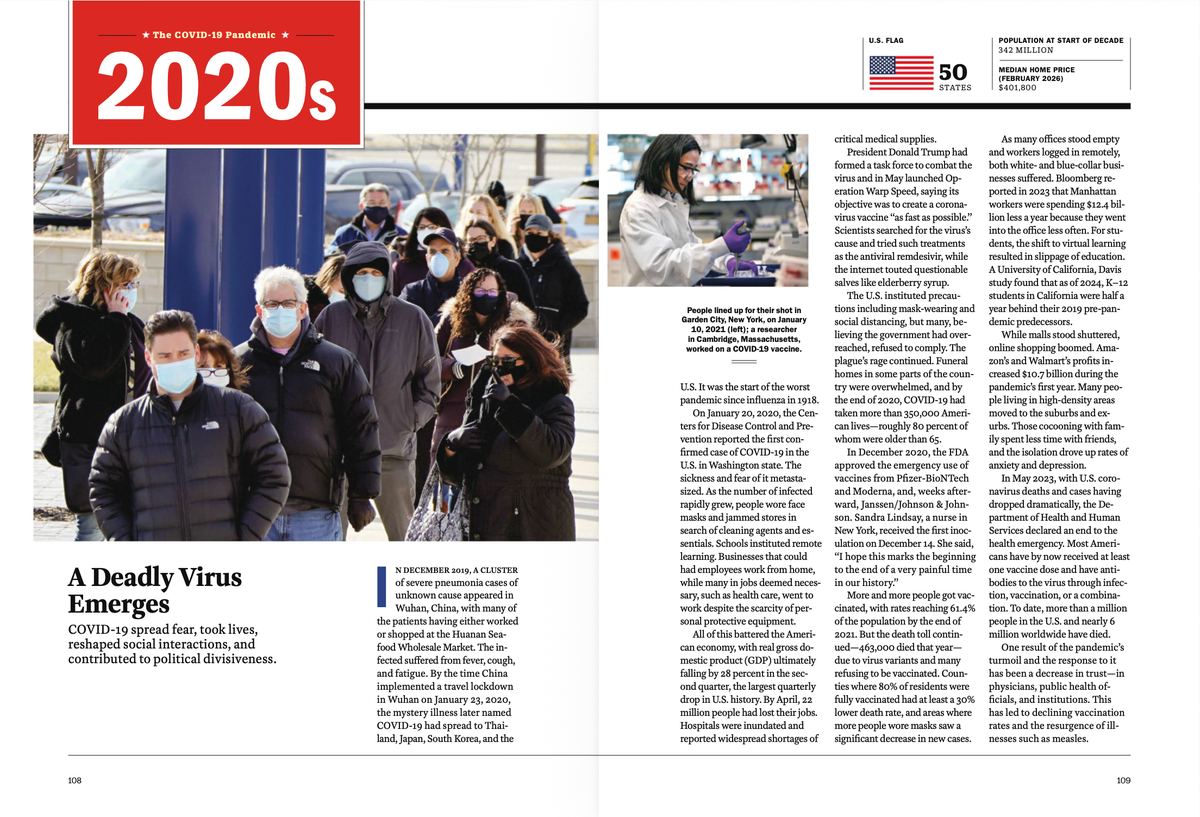 ★ The COVID-19 Pandemic ★
2020s
U.S. FLAG
50
STATES
POPULATION AT START OF DECADE
342 MILLION
MEDIAN HOME PRICE
(FEBRUARY 2026)
$401,800
A Deadly Virus
Emerges
COVID-19 spread fear, took lives,
reshaped social interactions, and
contributed to political divisiveness.
IN DECEMBER 2019, A CLUSTER
of severe pneumonia cases of
unknown cause appeared in
Wuhan, China, with many of
the patients having either worked
or shopped at the Huanan Sea-
food Wholesale Market. The in-
fected suffered from fever, cough,
and fatigue. By the time China
implemented a travel lockdown
in Wuhan on January 23, 2020,
the mystery illness later named
COVID-19 had spread to Thai-
land, Japan, South Korea, and the
People lined up for their shot in
Garden City, New York, on January
10, 2021 (left); a researcher
in Cambridge, Massachusetts,
worked on a COVID-19 vaccine.
U.S. It was the start of the worst
pandemic since influenza in 1918.
On January 20, 2020, the Cen-
ters for Disease Control and Pre-
vention reported the first con-
firmed case of COVID-19 in the
U.S. in Washington state. The
sickness and fear of it metasta-
sized. As the number of infected
rapidly grew, people wore face
masks and jammed stores in
search of cleaning agents and es-
sentials. Schools instituted remote
learning. Businesses that could
had employees work from home,
while many in jobs deemed neces-
sary, such as health care, went to
work despite the scarcity of per-
sonal protective equipment.
All of this battered the Ameri-
can economy, with real gross do-
mestic product (GDP) ultimately
falling by 28 percent in the sec-
ond quarter, the largest quarterly
drop in U.S. history. By April, 22
million people had lost their jobs.
Hospitals were inundated and
reported widespread shortages of
critical medical supplies.
President Donald Trump had
formed a task force to combat the
virus and in May launched Op-
eration Warp Speed, saying its
objective was to create a corona-
virus vaccine “as fast as possible.”
Scientists searched for the virus’s
cause and tried such treatments
as the antiviral remdesivir, while
the internet touted questionable
salves like elderberry syrup.
The U.S. instituted precau-
tions including mask-wearing and
social distancing, but many, be-
lieving the government had over-
reached, refused to comply. The
plague’s rage continued. Funeral
homes in some parts of the coun-
try were overwhelmed, and by
the end of 2020, COVID-19 had
taken more than 350,000 Ameri-
can lives—roughly 80 percent of
whom were older than 65.
In December 2020, the FDA
approved the emergency use of
vaccines from Pfizer-BioNTech
and Moderna, and, weeks after-
ward, Janssen/Johnson & John-
son. Sandra Lindsay, a nurse in
New York, received the first inoc-
ulation on December 14. She said,
“I hope this marks the beginning
to the end of a very painful time
in our history.”
More and more people got vac-
cinated, with rates reaching 61.4%
of the population by the end of
2021. But the death toll contin-
ued—463,000 died that year—
due to virus variants and many
refusing to be vaccinated. Coun-
ties where 80% of residents were
fully vaccinated had at least a 30%
lower death rate, and areas where
more people wore masks saw a
significant decrease in new cases.
As many offices stood empty
and workers logged in remotely,
both white- and blue-collar busi-
nesses suffered. Bloomberg re-
ported in 2023 that Manhattan
workers were spending $12.4 bil-
lion less a year because they went
into the office less often. For stu-
dents, the shift to virtual learning
resulted in slippage of education.
A University of California, Davis
study found that as of 2024, K–12
students in California were half a
year behind their 2019 pre-pan-
demic predecessors.
While malls stood shuttered,
online shopping boomed. Ama-
zon’s and Walmart’s profits in-
creased $10.7 billion during the
pandemic’s first year. Many peo-
ple living in high-density areas
moved to the suburbs and ex-
urbs. Those cocooning with fam-
ily spent less time with friends,
and the isolation drove up rates of
anxiety and depression.
In May 2023, with U.S. coro-
navirus deaths and cases having
dropped dramatically, the De-
partment of Health and Human
Services declared an end to the
health emergency. Most Ameri-
cans have by now received at least
one vaccine dose and have anti-
bodies to the virus through infec-
tion, vaccination, or a combina-
tion. To date, more than a million
people in the U.S. and nearly 6
million worldwide have died.
One result of the pandemic’s
turmoil and the response to it
has been a decrease in trust—in
physicians, public health of-
ficials, and institutions. This
has led to declining vaccination
rates and the resurgence of ill-
nesses such as measles.
108
109